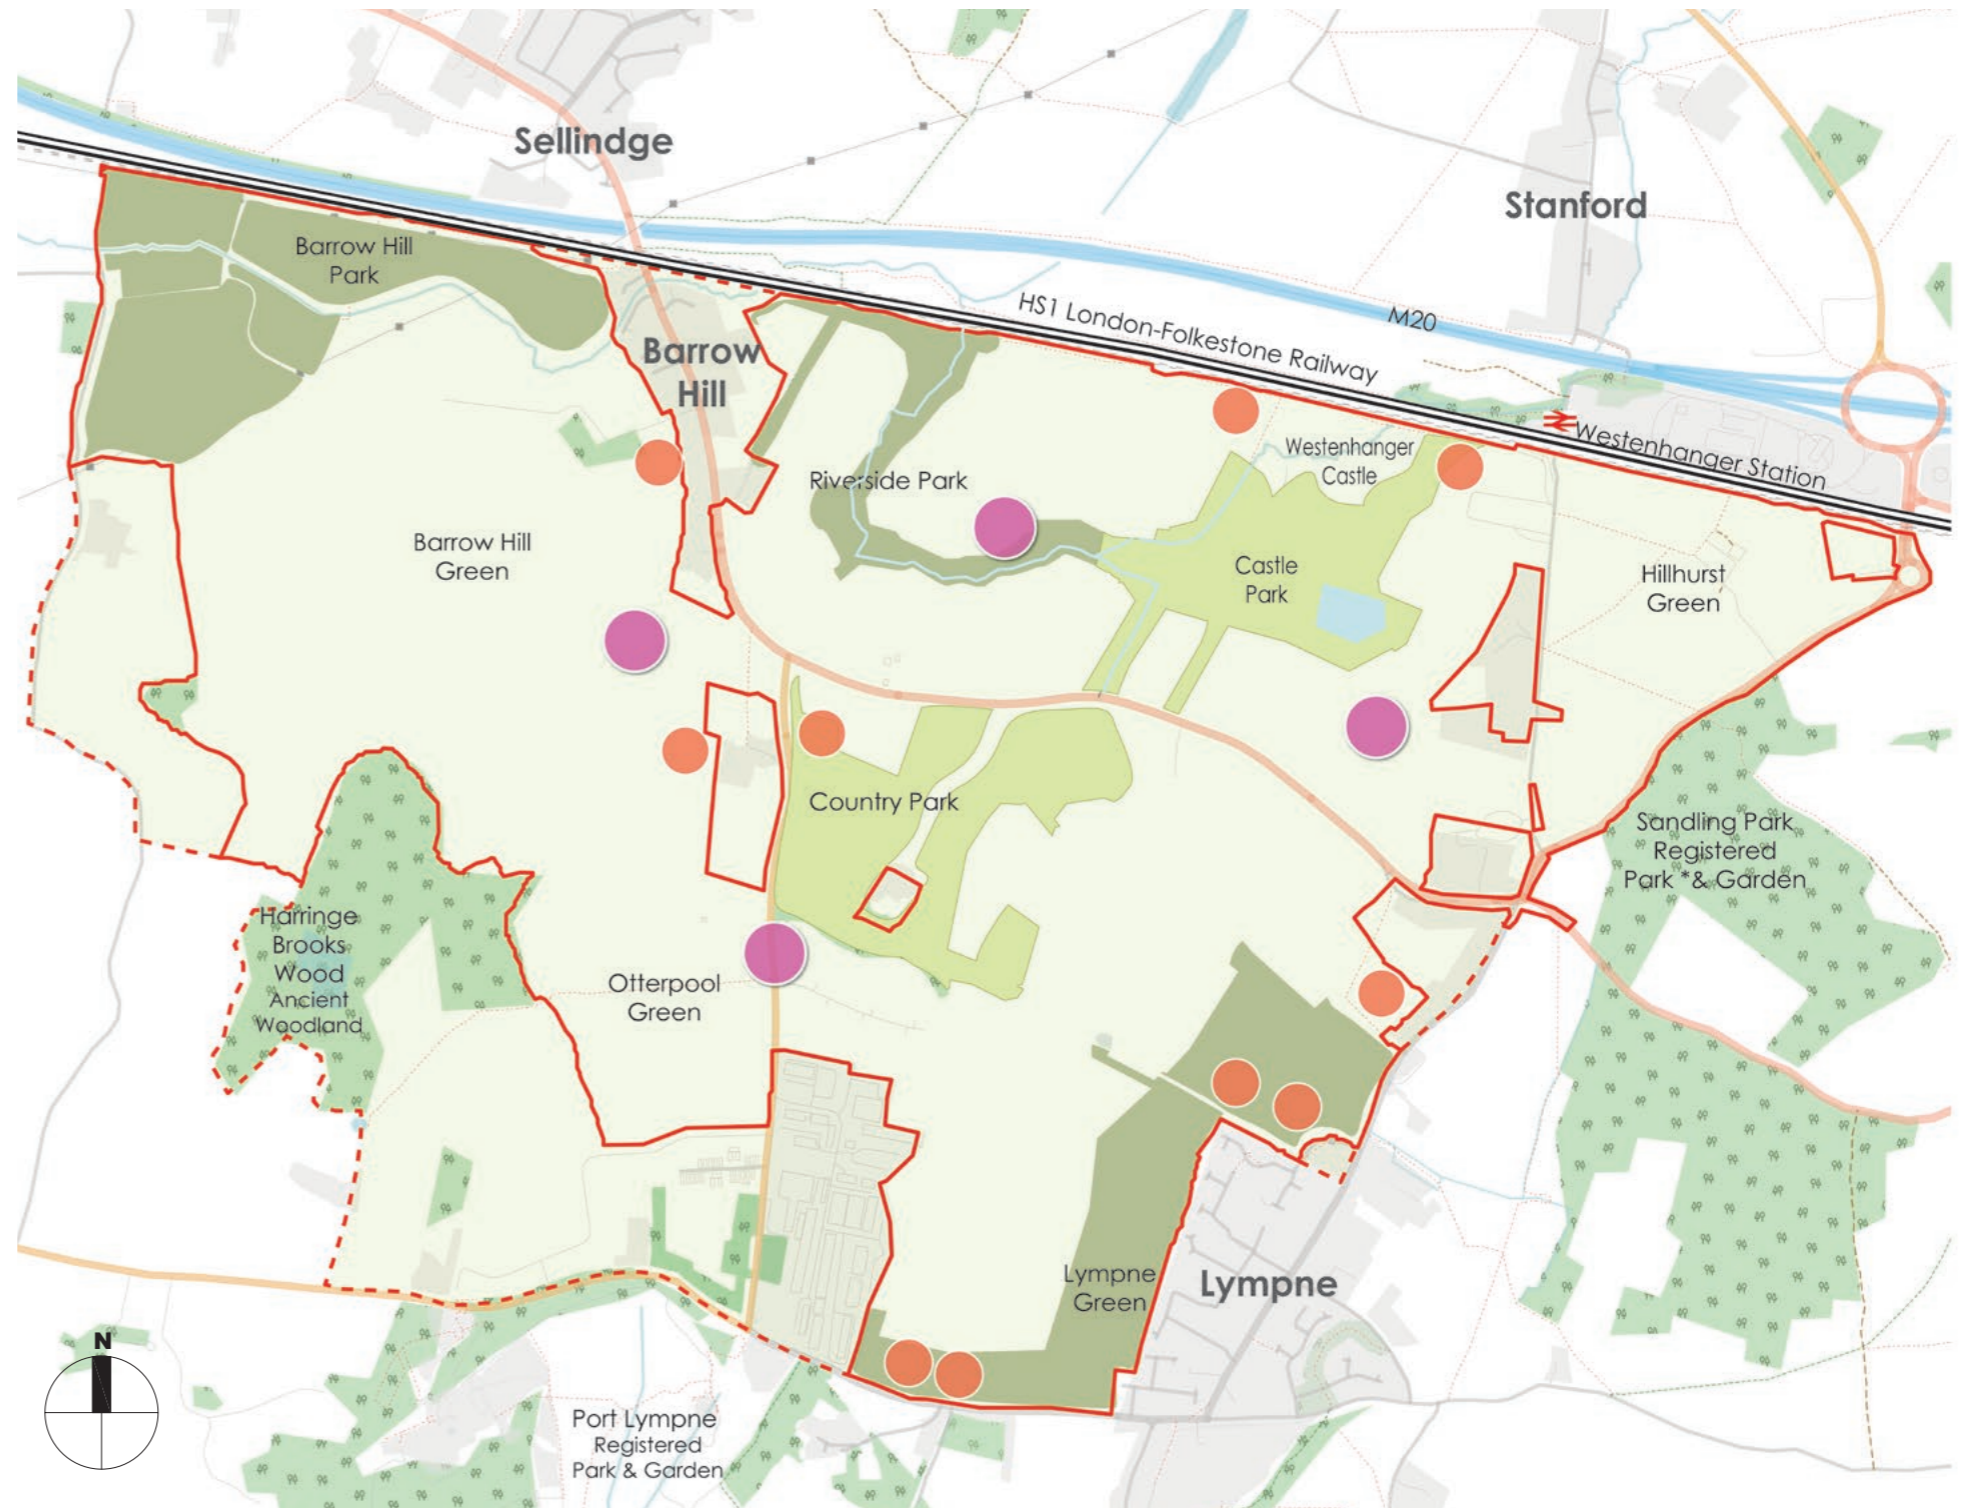 Sellindge
Stanford
Barrow Hill
Park
HS1 London-Folkestone Railway
M20
Barrow
Hill
Westenhanger Station
Westenhanger
Castle
Riverside Park
Barrow Hill
Green
Castle
Park
Hillhurst
Green
Country Park
Sandling Park
Registered
Park *& Garden
Harringe
Brooks
Wood
Ancient
Woodland
Otterpool
Green
Lympne
Green
Lympne
N
Port Lympne
Registered
Park & Garden